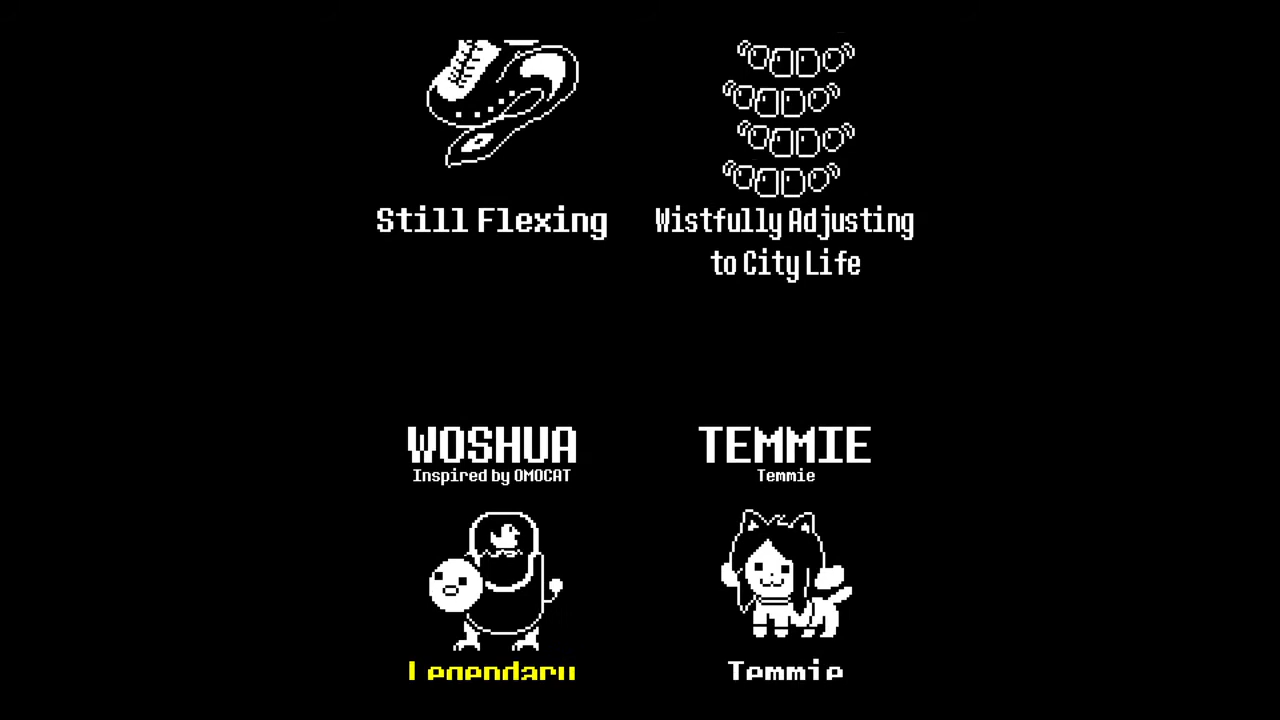 Still Flexing
Wistfully Adjusting
to City Life
WOSHUA
Inspired by OMOCAT
TEMMIE
Temmie
Legendary
Temmie